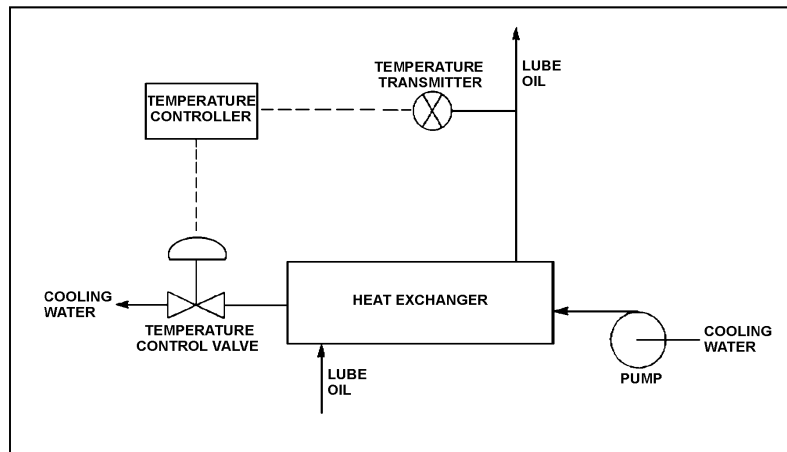 LUBE
OIL
TEMPERATURE
TRANSMITTER
TEMPERATURE
CONTROLLER
HEAT EXCHANGER
COOLING
WATER
TEMPERATURE
CONTROL VALVE
COOLING
WATER
PUMP
LUBE
OIL